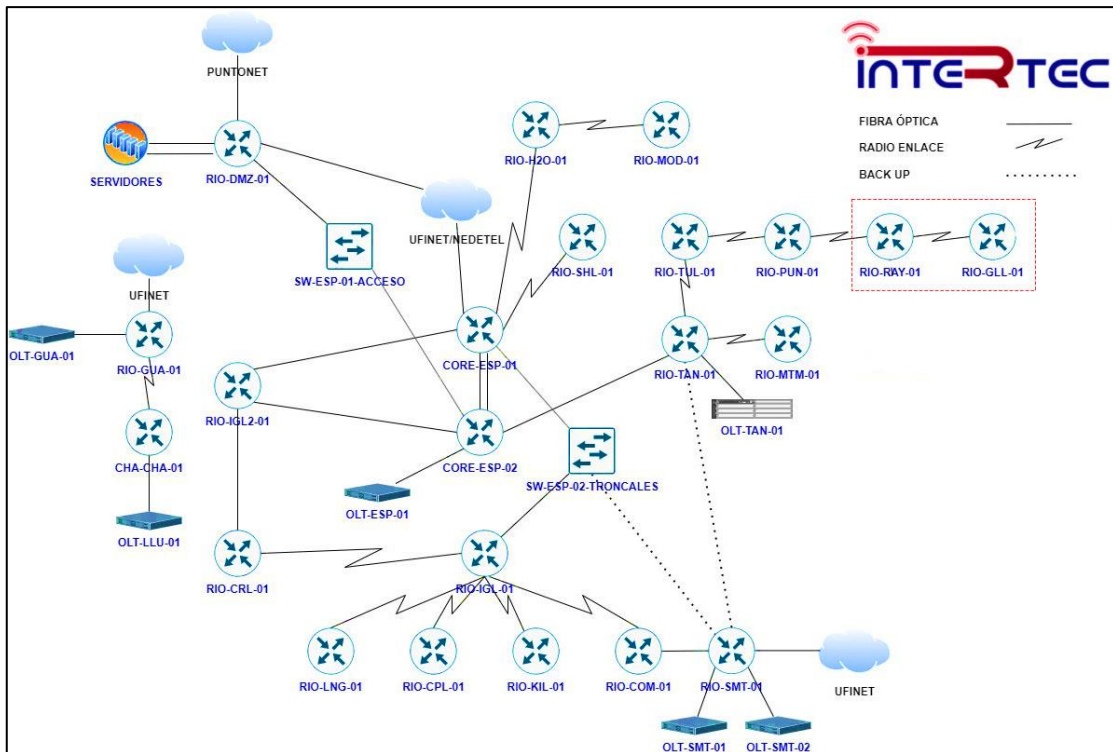 PUNTONET
INTERTEC
FIBRA ÓPTICA
RADIO ENLACE
BACK UP
SERVIDORES
RIO-DMZ-01
RIO-H2O-01
RIO-MOD-01
UFINET/NEDETEL
SW-ESP-01-ACCESO
RIO-SHL-01
RIO-TUL-01
RIO-PUN-01
RIO-RAY-01
RIO-GLL-01
UFINET
OLT-GUA-01
RIO-GUA-01
CORE-ESP-01
RIO-TAN-01
RIO-MTM-01
RIO-IGL2-01
OLT-TAN-01
CHA-CHA-01
CORE-ESP-02
SW-ESP-02-TRONCALES
OLT-ESP-01
OLT-LLU-01
RIO-CRL-01
RIO-IGL-01
RIO-LNG-01
RIO-CPL-01
RIO-KIL-01
RIO-COM-01
RIO-SMT-01
UFINET
OLT-SMT-01
OLT-SMT-02